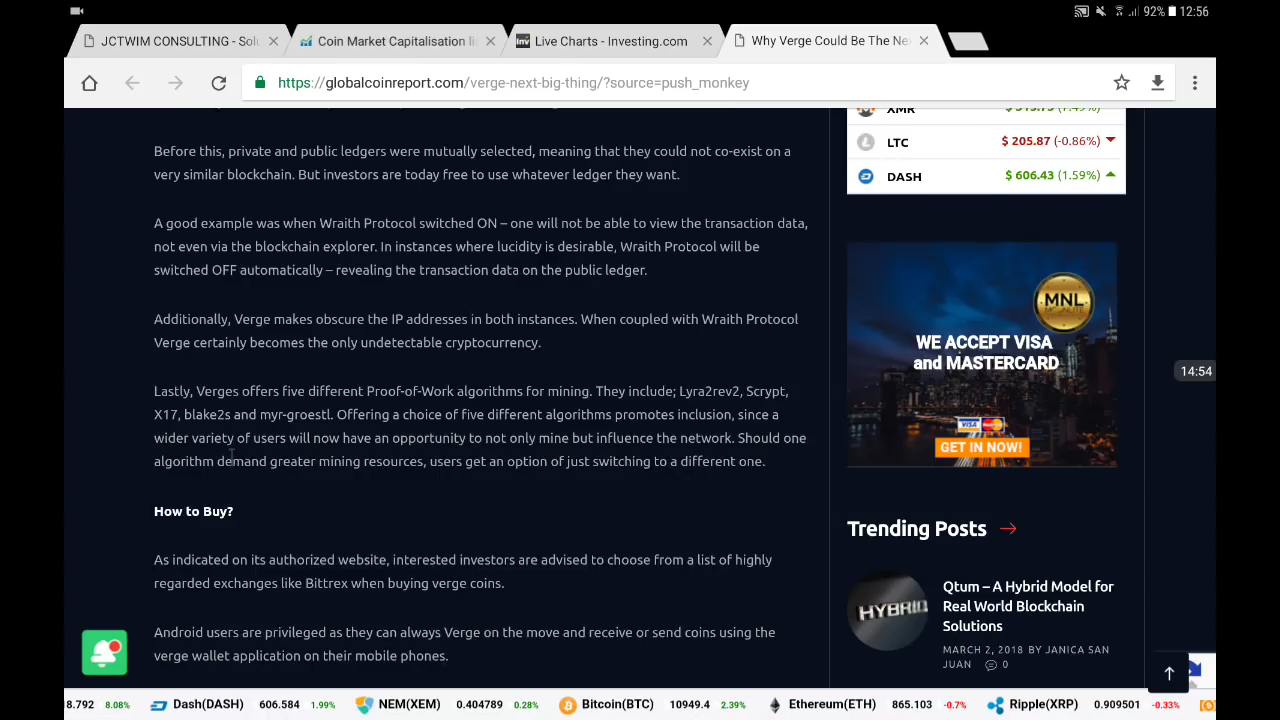 92% 12:56
JCTWIM CONSULTING - Solu
Coin Market Capitalisation li
Live Charts - Investing.com
Why Verge Could Be The Ne
https://globalcoinreport.com/verge-next-big-thing/?source=push_monkey
Before this, private and public ledgers were mutually selected, meaning that they could not co-exist on a
very similar blockchain. But investors are today free to use whatever ledger they want.
A good example was when Wraith Protocol switched ON – one will not be able to view the transaction data,
not even via the blockchain explorer. In instances where lucidity is desirable, Wraith Protocol will be
switched OFF automatically – revealing the transaction data on the public ledger.
Additionally, Verge makes obscure the IP addresses in both instances. When coupled with Wraith Protocol
Verge certainly becomes the only undetectable cryptocurrency.
Lastly, Verges offers five different Proof-of-Work algorithms for mining. They include; Lyra2rev2, Scrypt,
X17, blake2s and myr-groestl. Offering a choice of five different algorithms promotes inclusion, since a
wider variety of users will now have an opportunity to not only mine but influence the network. Should one
algorithm demand greater mining resources, users get an option of just switching to a different one.
How to Buy?
As indicated on its authorized website, interested investors are advised to choose from a list of highly
regarded exchanges like Bittrex when buying verge coins.
Android users are privileged as they can always Verge on the move and receive or send coins using the
verge wallet application on their mobile phones.
XMR
LTC $ 205.87 (-0.86%)
DASH $ 606.43 (1.59%)
MNL
WE ACCEPT VISA
and MASTERCARD
VISA
GET IN NOW!
14:54
Trending Posts
HYBRID
Qtum – A Hybrid Model for
Real World Blockchain
Solutions
MARCH 2, 2018 BY JANICA SAN
JUAN 0
8.792 8.08% Dash(DASH) 606.584 1.99% NEM(XEM) 0.404789 0.28% Bitcoin(BTC) 10949.4 2.39% Ethereum(ETH) 865.103 -0.7% Ripple(XRP) 0.909501 -0.33%